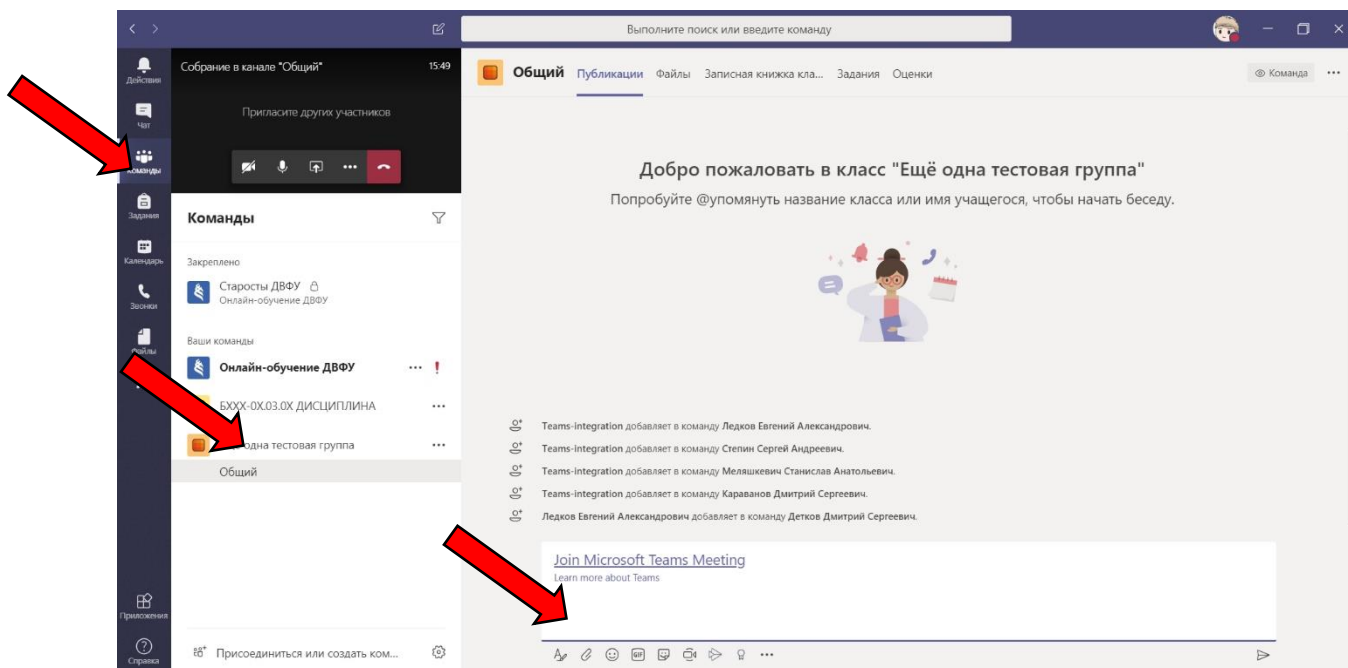 Выполните поиск или введите команду
Действия
Чат
Команды
Задания
Календарь
Звонки
Файлы
Приложения
Справка
Собрание в канале "Общий" 15:49
Пригласите других участников
Команды
Закреплено
Старосты ДВФУ
Онлайн-обучение ДВФУ
Ваши команды
Онлайн-обучение ДВФУ ... !
БХХХ-0Х.03.0Х ДИСЦИПЛИНА ...
одна тестовая группа ...
Общий
Присоединиться или создать ком...
Общий Публикации Файлы Записная книжка кла... Задания Оценки Команда ...
Добро пожаловать в класс "Ещё одна тестовая группа"
Попробуйте @упомянуть название класса или имя учащегося, чтобы начать беседу.
Teams-integration добавляет в команду Ледков Евгений Александрович.
Teams-integration добавляет в команду Степин Сергей Андреевич.
Teams-integration добавляет в команду Меляшкевич Станислав Анатольевич.
Teams-integration добавляет в команду Караванов Дмитрий Сергеевич.
Ледков Евгений Александрович добавляет в команду Детков Дмитрий Сергеевич.
Join Microsoft Teams Meeting
Learn more about Teams
GIF